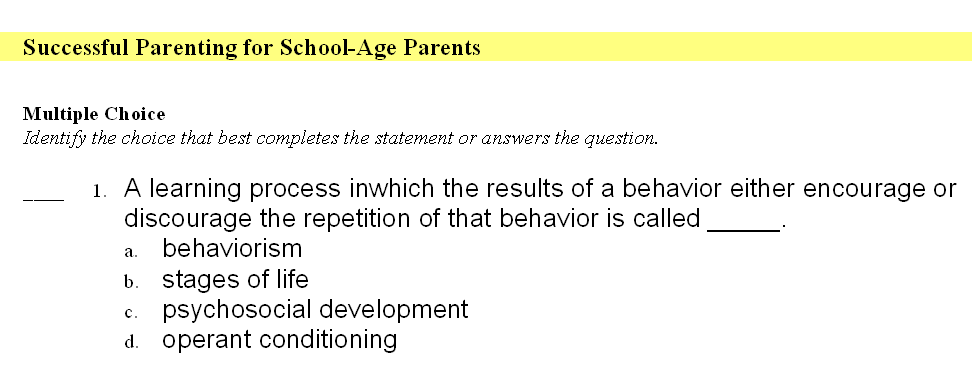 Successful Parenting for School-Age Parents
Multiple Choice
Identify the choice that best completes the statement or answers the question.
____ 1. A learning process inwhich the results of a behavior either encourage or
discourage the repetition of that behavior is called _____.
a. behaviorism
b. stages of life
c. psychosocial development
d. operant conditioning